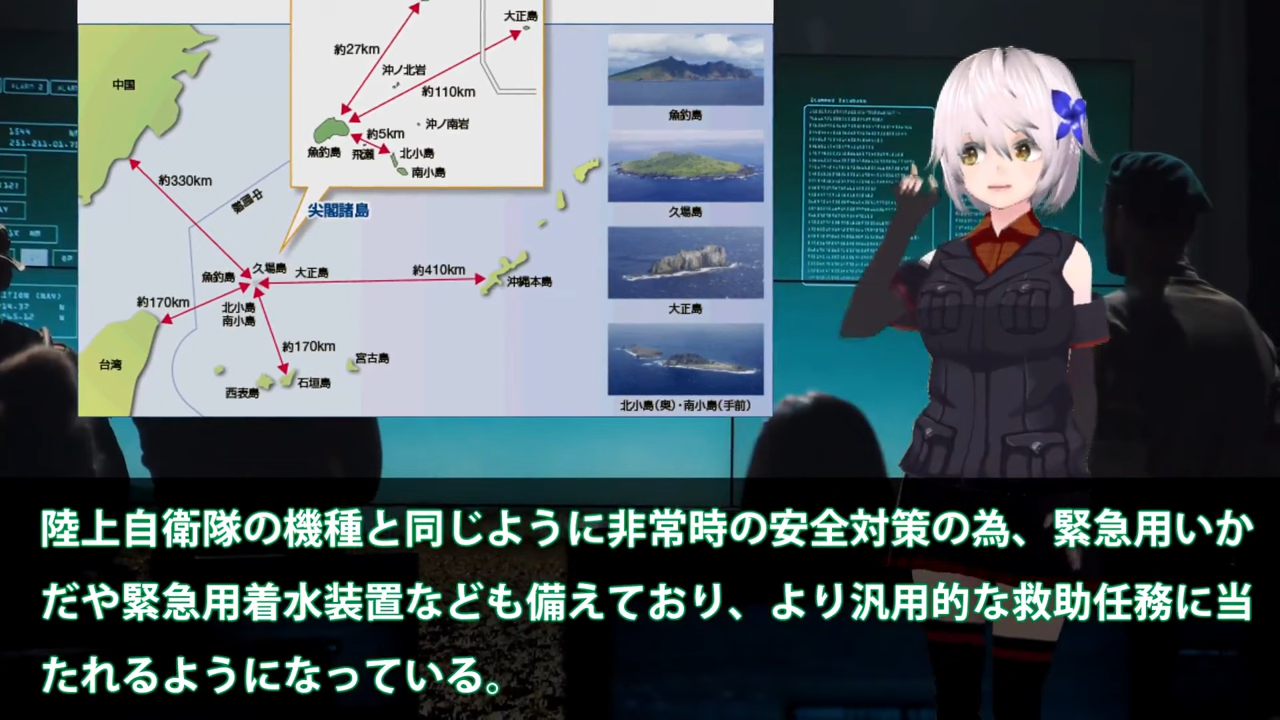 大正島
約27km
沖ノ北岩
約110km
沖ノ南岩
約5km
魚釣島
飛瀬
北小島
南小島
中国
約330km
中間線
尖閣諸島
魚釣島
久場島
大正島
約410km
沖縄本島
約170km
北小島
南小島
約170km
宮古島
台湾
石垣島
西表島
魚釣島
久場島
大正島
北小島(奥)・南小島(手前)
陸上自衛隊の機種と同じように非常時の安全対策の為、緊急用いか
だや緊急用着水装置なども備えており、より汎用的な救助任務に当
たれるようになっている。